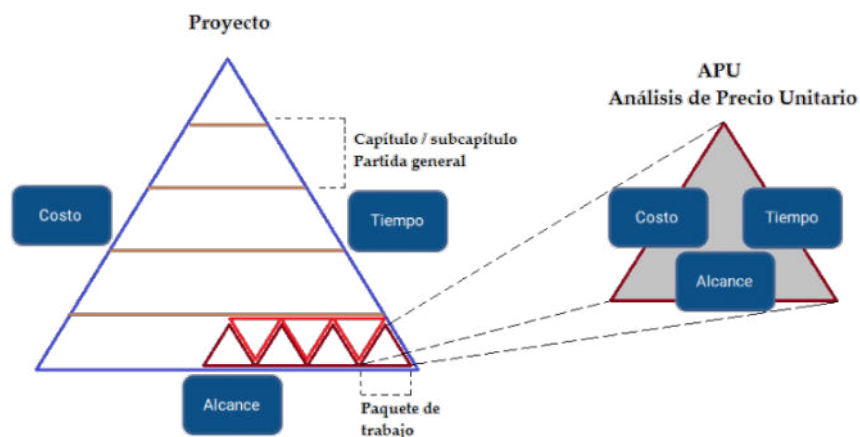 Proyecto
APU
Análisis de Precio Unitario
Capítulo / subcapítulo
Partida general
Costo
Tiempo
Costo
Tiempo
Alcance
Alcance
Paquete de
trabajo